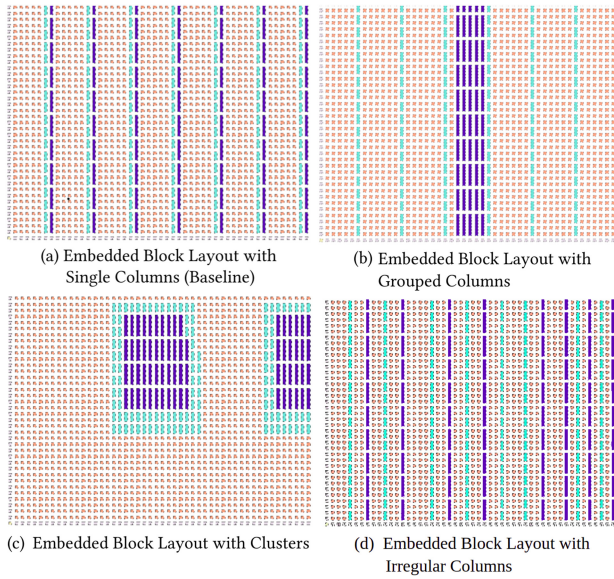 (a) Embedded Block Layout with
Single Columns (Baseline)
(b) Embedded Block Layout with
Grouped Columns
(c) Embedded Block Layout with Clusters
(d) Embedded Block Layout with
Irregular Columns